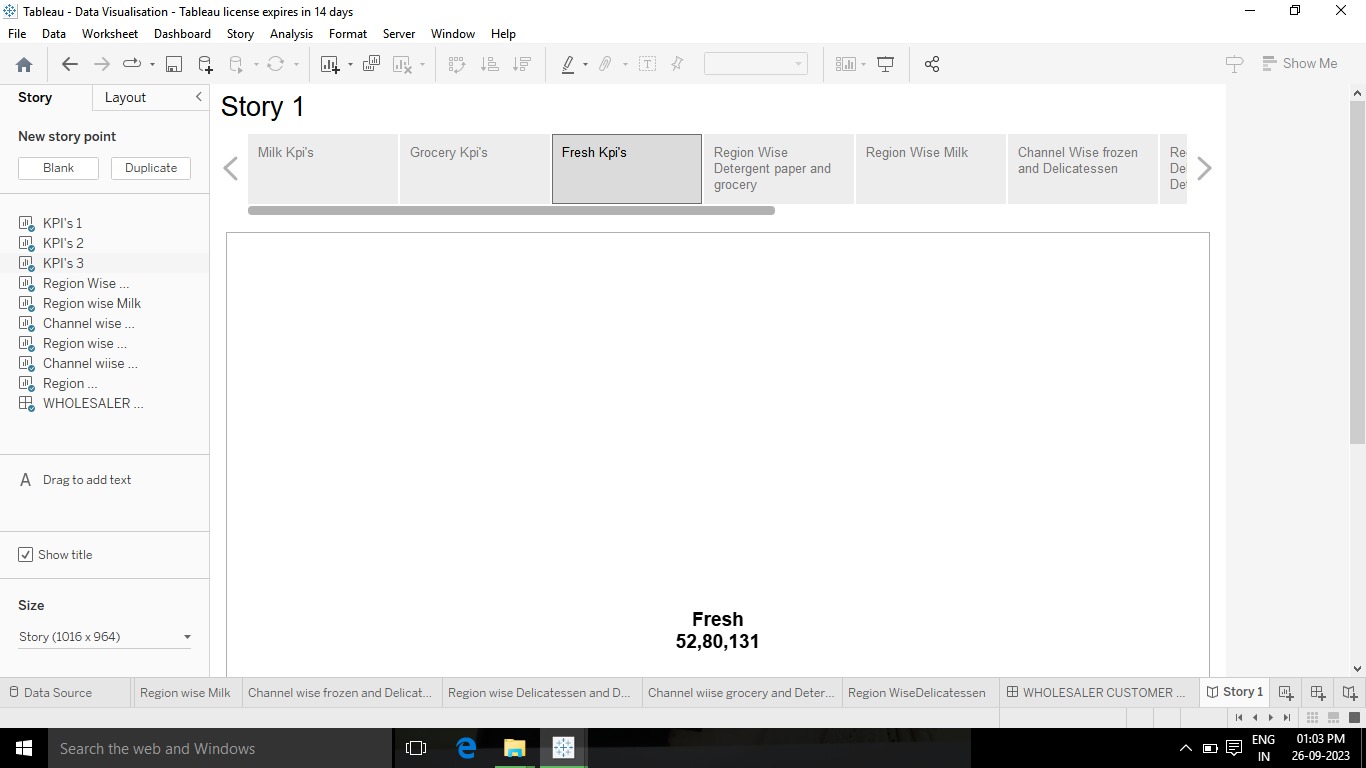 Tableau - Data Visualisation - Tableau license expires in 14 days
File Data Worksheet Dashboard Story Analysis Format Server Window Help
Show Me
Story Layout
Story 1
New story point
Blank Duplicate
Milk Kpi's
Grocery Kpi's
Fresh Kpi's
Region Wise
Detergent paper and
grocery
Region Wise Milk
Channel Wise frozen
and Delicatessen
Re
De
Det
KPI's 1
KPI's 2
KPI's 3
Region Wise ...
Region wise Milk
Channel wise ...
Region wise ...
Channel wiise ...
Region ...
WHOLESALER ...
A Drag to add text
Show title
Size
Story (1016 x 964)
Fresh
52,80,131
Data Source Region wise Milk Channel wise frozen and Delicat... Region wise Delicatessen and D... Channel wiise grocery and Deter... Region WiseDelicatessen WHOLESALER CUSTOMER ... Story 1
Search the web and Windows
ENG
IN
01:03 PM
26-09-2023